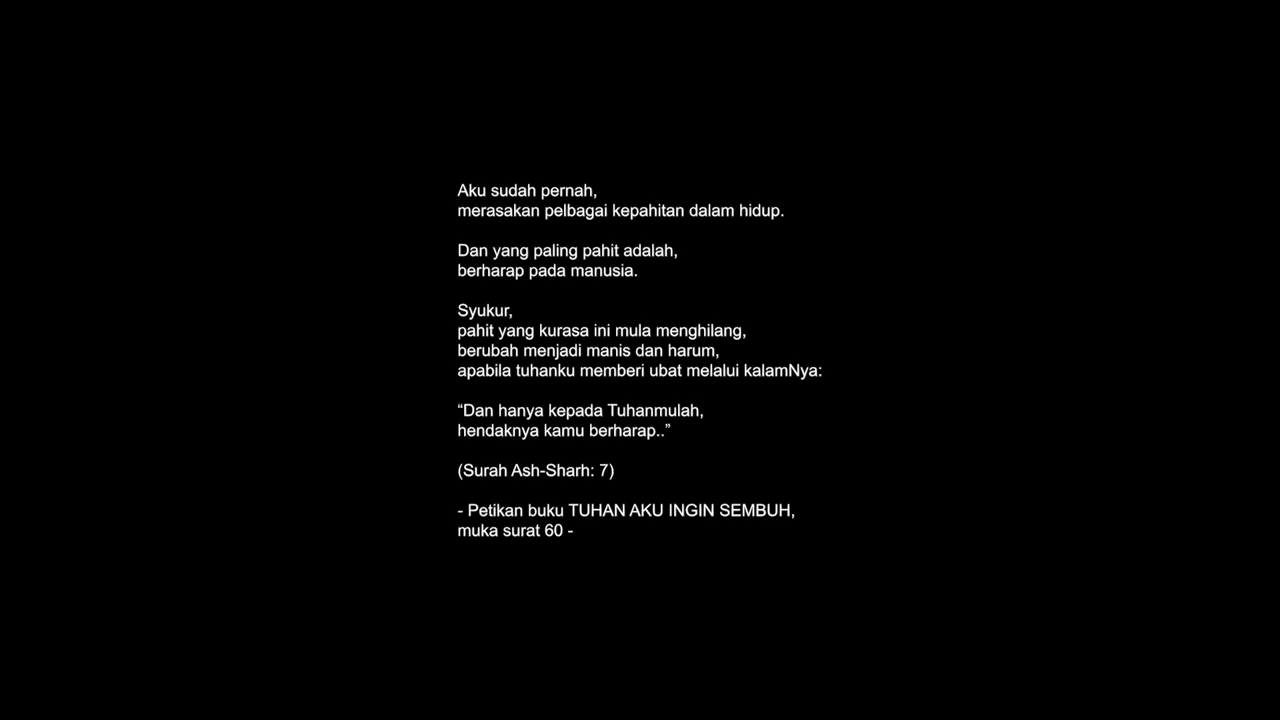 Aku sudah pernah,
merasakan pelbagai kepahitan dalam hidup.
Dan yang paling pahit adalah,
berharap pada manusia.
Syukur,
pahit yang kurasa ini mula menghilang,
berubah menjadi manis dan harum,
apabila tuhanku memberi ubat melalui kalamNya:
“Dan hanya kepada Tuhanmulah,
hendaknya kamu berharap..”
(Surah Ash-Sharh: 7)
- Petikan buku TUHAN AKU INGIN SEMBUH,
muka surat 60 -